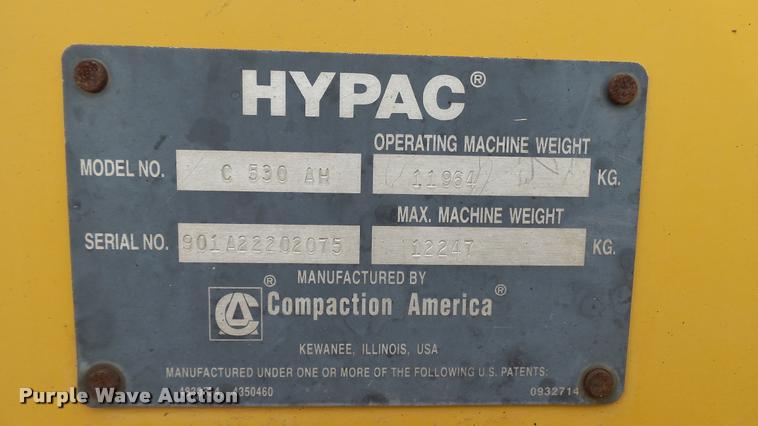 HYPAC®
OPERATING MACHINE WEIGHT
MODEL NO. C 530 AH 11964 KG.
MAX. MACHINE WEIGHT
SERIAL NO. 901A22202075 12247 KG.
MANUFACTURED BY
CA® Compaction America®
KEWANEE, ILLINOIS, USA
MANUFACTURED UNDER ONE OR MORE OF THE FOLLOWING U.S. PATENTS:
4350460 0932714
Purple Wave Auction